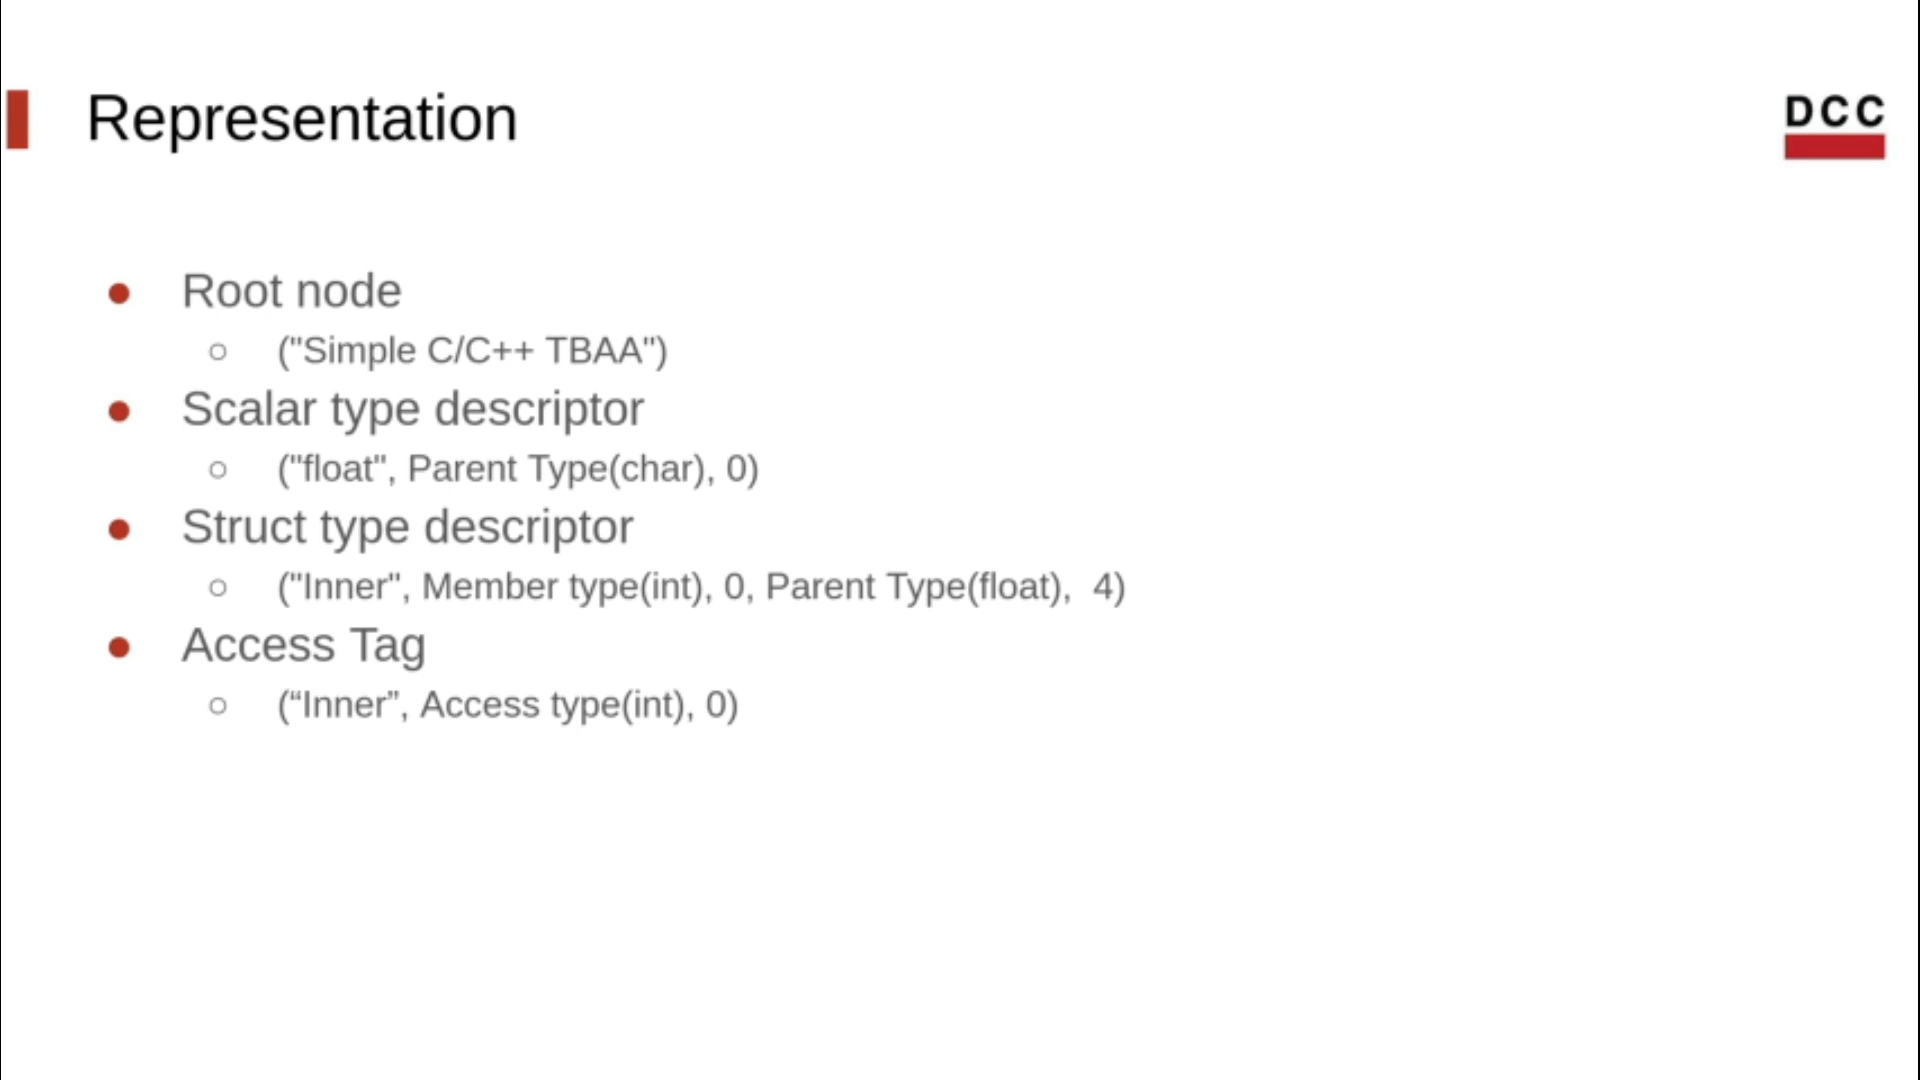 Representation
DCC
Root node
("Simple C/C++ TBAA")
Scalar type descriptor
("float", Parent Type(char), 0)
Struct type descriptor
("Inner", Member type(int), 0, Parent Type(float),  4)
Access Tag
(“Inner”, Access type(int), 0)